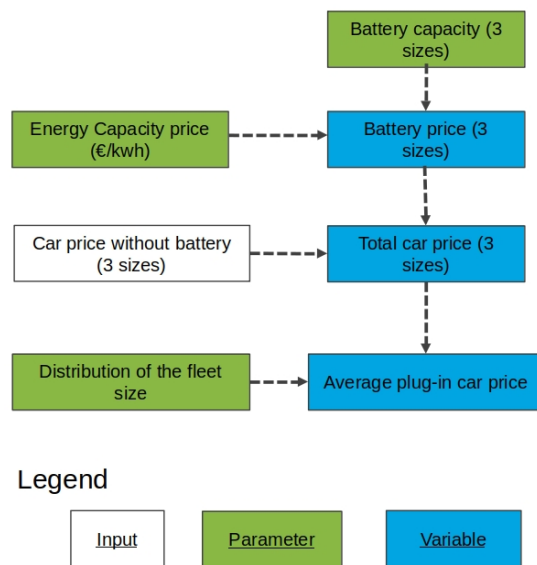 Battery capacity (3
sizes)
Energy Capacity price
(€/kwh)
Battery price (3
sizes)
Car price without battery
(3 sizes)
Total car price (3
sizes)
Distribution of the fleet
size
Average plug-in car price
Legend
Input
Parameter
Variable